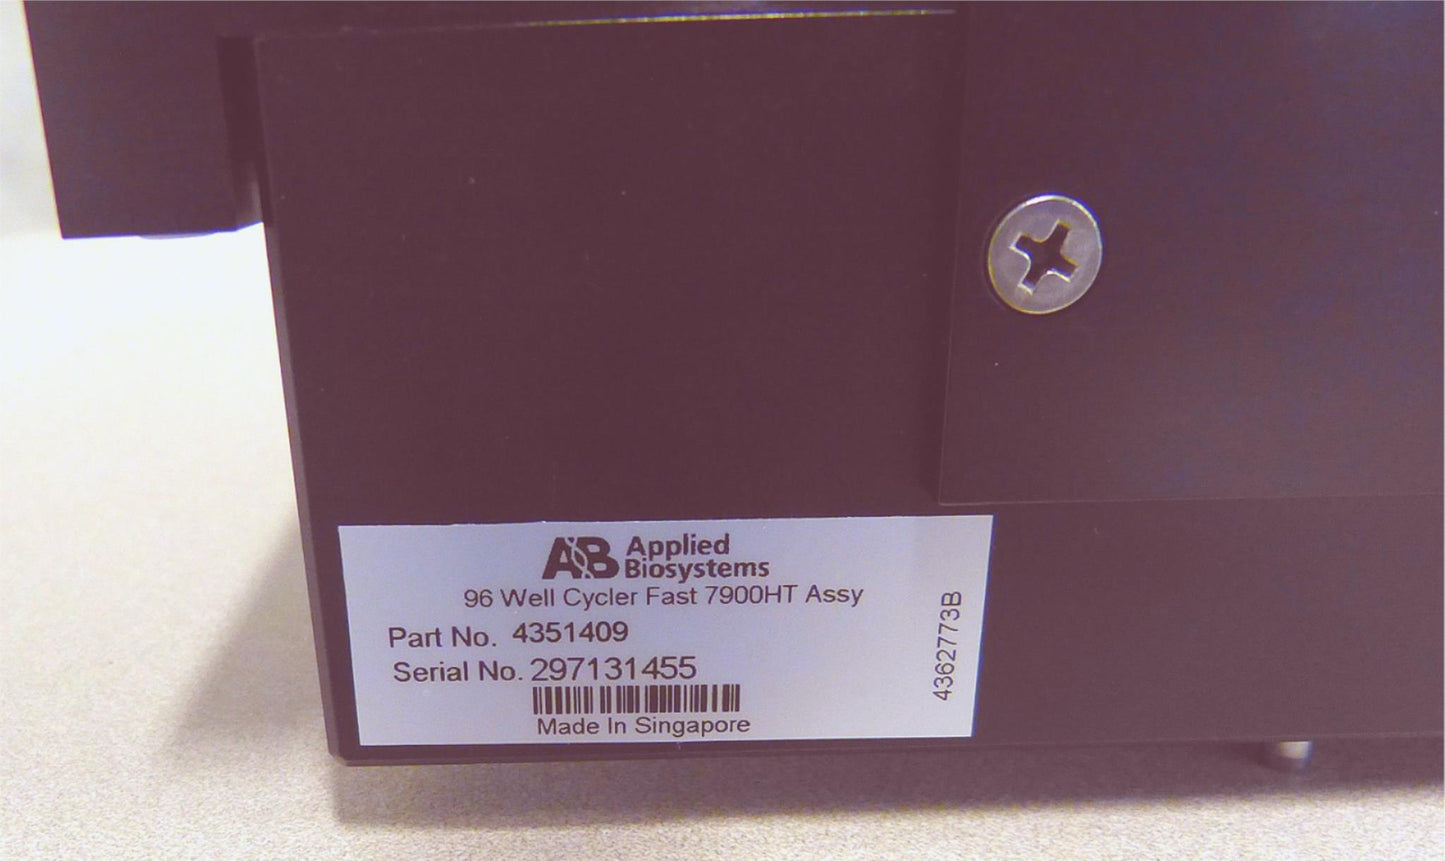 AB Applied
Biosystems
96 Well Cycler Fast 7900HT Assy
Part No. 4351409
Serial No. 297131455
Made In Singapore
4362773B